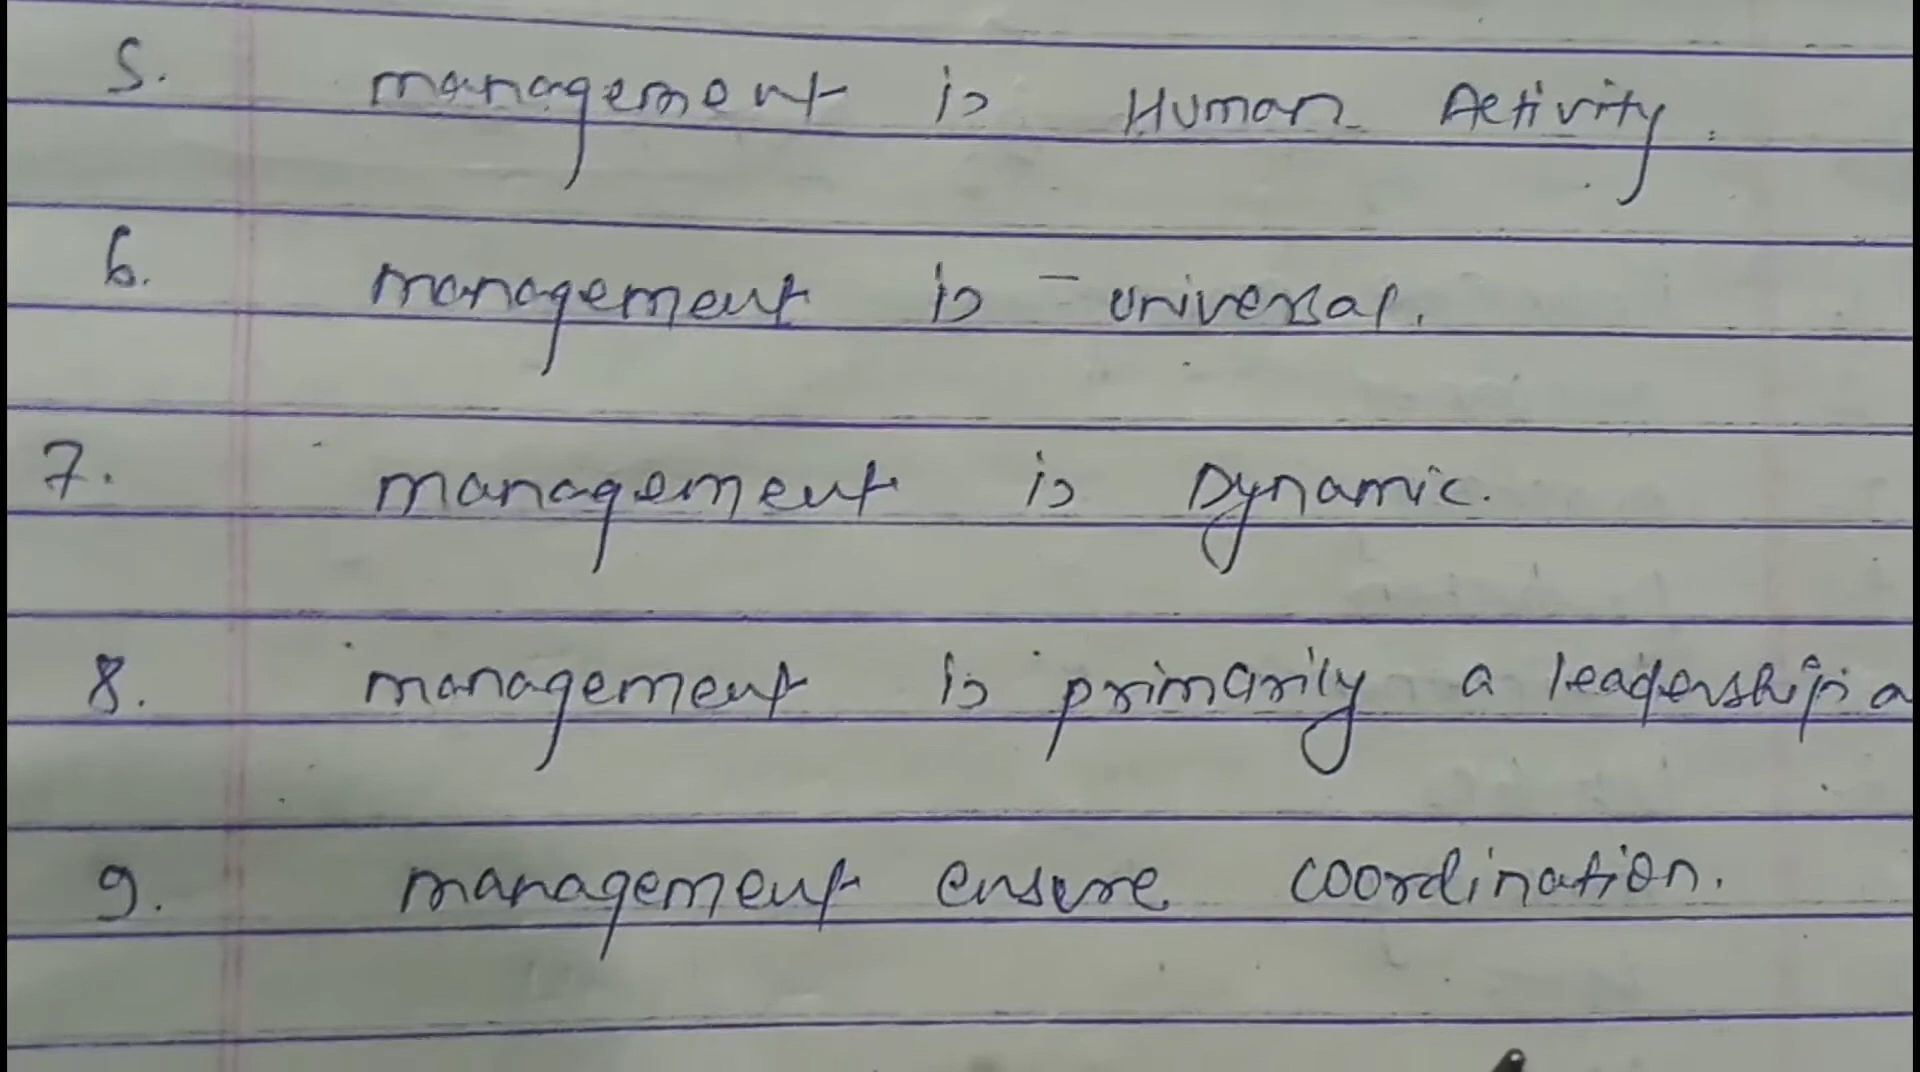 5. management is Human Activity.
6. management is - universal.
7. management is Dynamic.
8. management is primarily a leadership a
9. management ensure coordination.